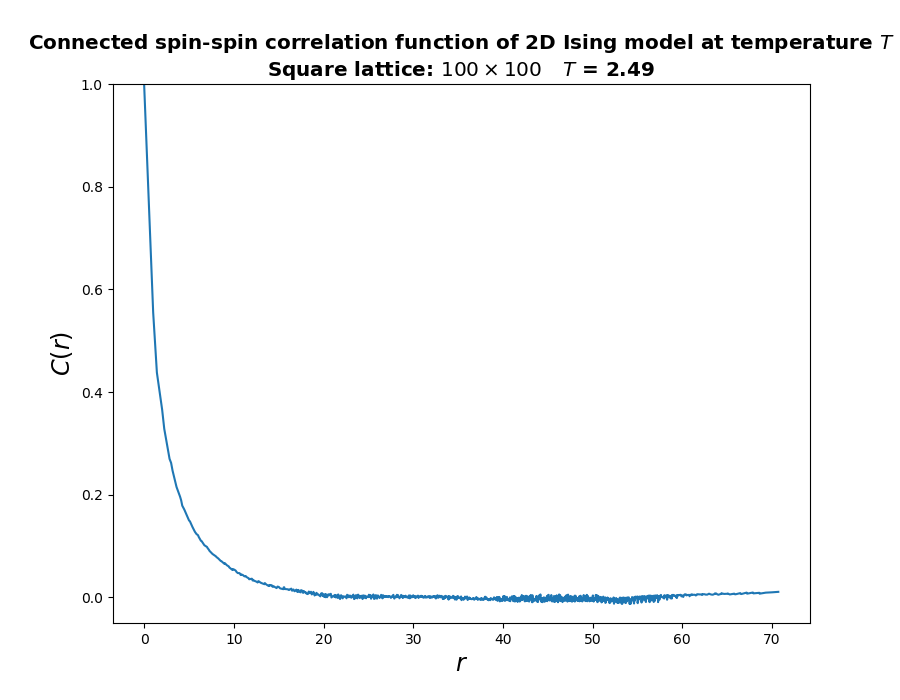 Connected spin-spin correlation function of 2D Ising model at temperature T
Square lattice: 100 × 100 T = 2.49
1.0
0.8
0.6
0.4
0.2
0.0
C(r)
0 10 20 30 40 50 60 70
r